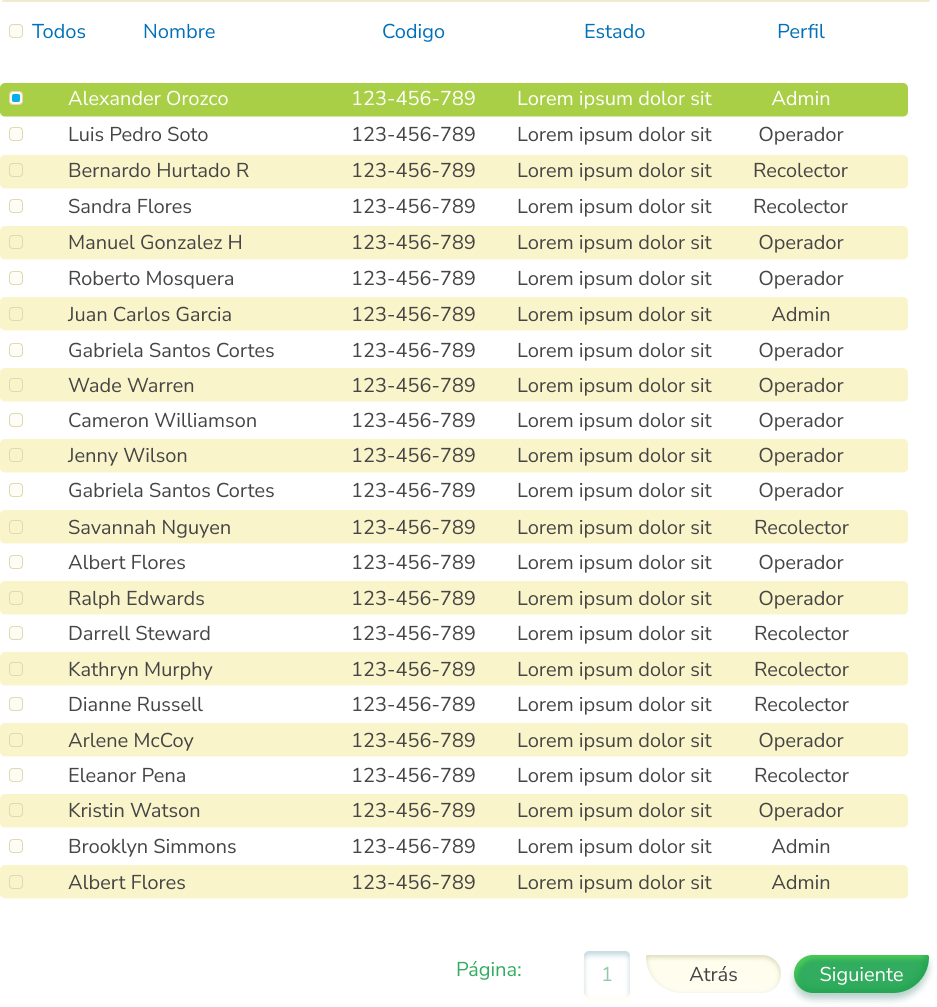 Todos Nombre Codigo Estado Perfil
Alexander Orozco 123-456-789 Lorem ipsum dolor sit Admin
Luis Pedro Soto 123-456-789 Lorem ipsum dolor sit Operador
Bernardo Hurtado R 123-456-789 Lorem ipsum dolor sit Recolector
Sandra Flores 123-456-789 Lorem ipsum dolor sit Recolector
Manuel Gonzalez H 123-456-789 Lorem ipsum dolor sit Operador
Roberto Mosquera 123-456-789 Lorem ipsum dolor sit Operador
Juan Carlos Garcia 123-456-789 Lorem ipsum dolor sit Admin
Gabriela Santos Cortes 123-456-789 Lorem ipsum dolor sit Operador
Wade Warren 123-456-789 Lorem ipsum dolor sit Operador
Cameron Williamson 123-456-789 Lorem ipsum dolor sit Operador
Jenny Wilson 123-456-789 Lorem ipsum dolor sit Operador
Gabriela Santos Cortes 123-456-789 Lorem ipsum dolor sit Operador
Savannah Nguyen 123-456-789 Lorem ipsum dolor sit Recolector
Albert Flores 123-456-789 Lorem ipsum dolor sit Operador
Ralph Edwards 123-456-789 Lorem ipsum dolor sit Operador
Darrell Steward 123-456-789 Lorem ipsum dolor sit Recolector
Kathryn Murphy 123-456-789 Lorem ipsum dolor sit Recolector
Dianne Russell 123-456-789 Lorem ipsum dolor sit Recolector
Arlene McCoy 123-456-789 Lorem ipsum dolor sit Operador
Eleanor Pena 123-456-789 Lorem ipsum dolor sit Recolector
Kristin Watson 123-456-789 Lorem ipsum dolor sit Operador
Brooklyn Simmons 123-456-789 Lorem ipsum dolor sit Admin
Albert Flores 123-456-789 Lorem ipsum dolor sit Admin
Página: 1 Atrás Siguiente